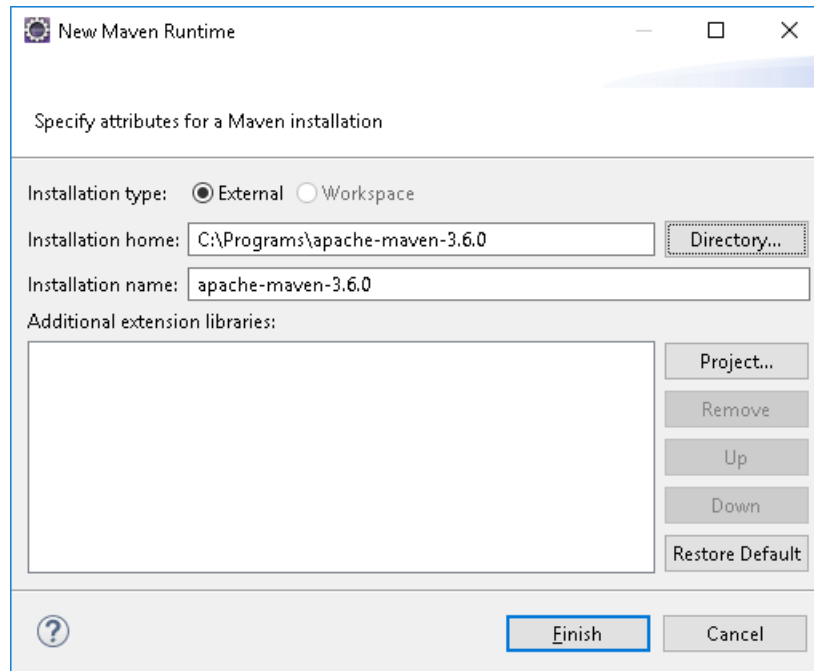 New Maven Runtime
Specify attributes for a Maven installation
Installation type: External Workspace
Installation home: C:\Programs\apache-maven-3.6.0 Directory...
Installation name: apache-maven-3.6.0
Additional extension libraries:
Project...
Remove
Up
Down
Restore Default
? Finish Cancel